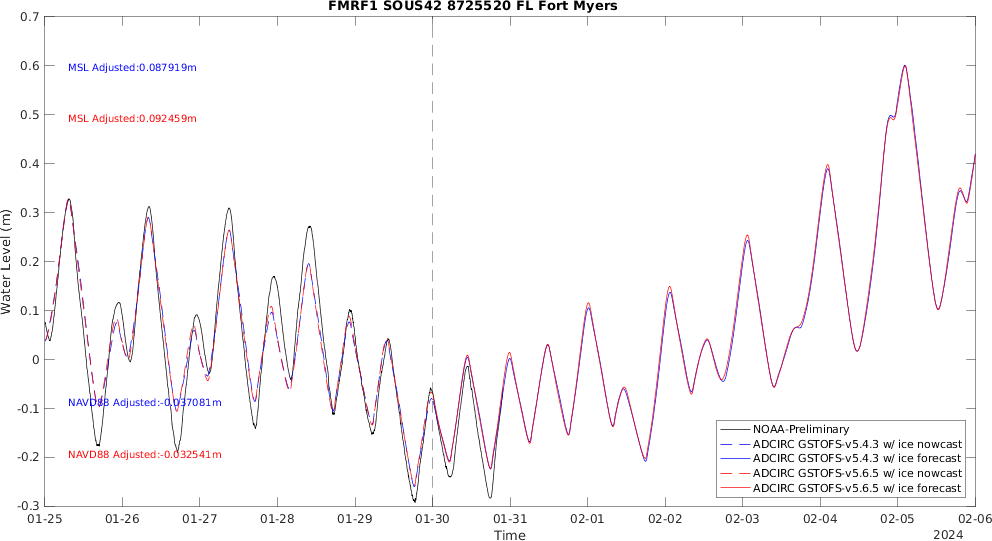 FMRF1 SOUS42 8725520 FL Fort Myers
0.7
0.6
0.5
0.4
0.3
0.2
0.1
0
-0.1
-0.2
-0.3
Water Level (m)
MSL Adjusted:0.087919m
MSL Adjusted:0.092459m
NAVD88 Adjusted:-0.037081m
NAVD88 Adjusted:-0.032541m
NOAA-Preliminary
ADCIRC GSTOFS-v5.4.3 w/ ice nowcast
ADCIRC GSTOFS-v5.4.3 w/ ice forecast
ADCIRC GSTOFS-v5.6.5 w/ ice nowcast
ADCIRC GSTOFS-v5.6.5 w/ ice forecast
01-25 01-26 01-27 01-28 01-29 01-30 01-31 02-01 02-02 02-03 02-04 02-05 02-06
Time
2024